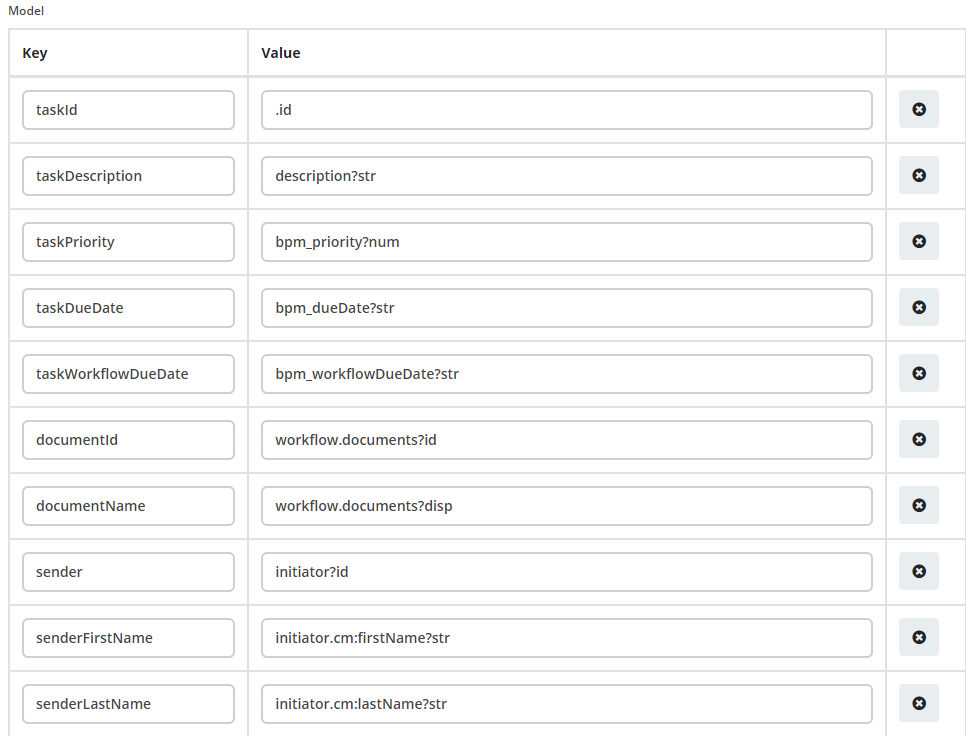 Model
Key Value
taskId .id
taskDescription description?str
taskPriority bpm_priority?num
taskDueDate bpm_dueDate?str
taskWorkflowDueDate bpm_workflowDueDate?str
documentId workflow.documents?id
documentName workflow.documents?disp
sender initiator?id
senderFirstName initiator.cm:firstName?str
senderLastName initiator.cm:lastName?str